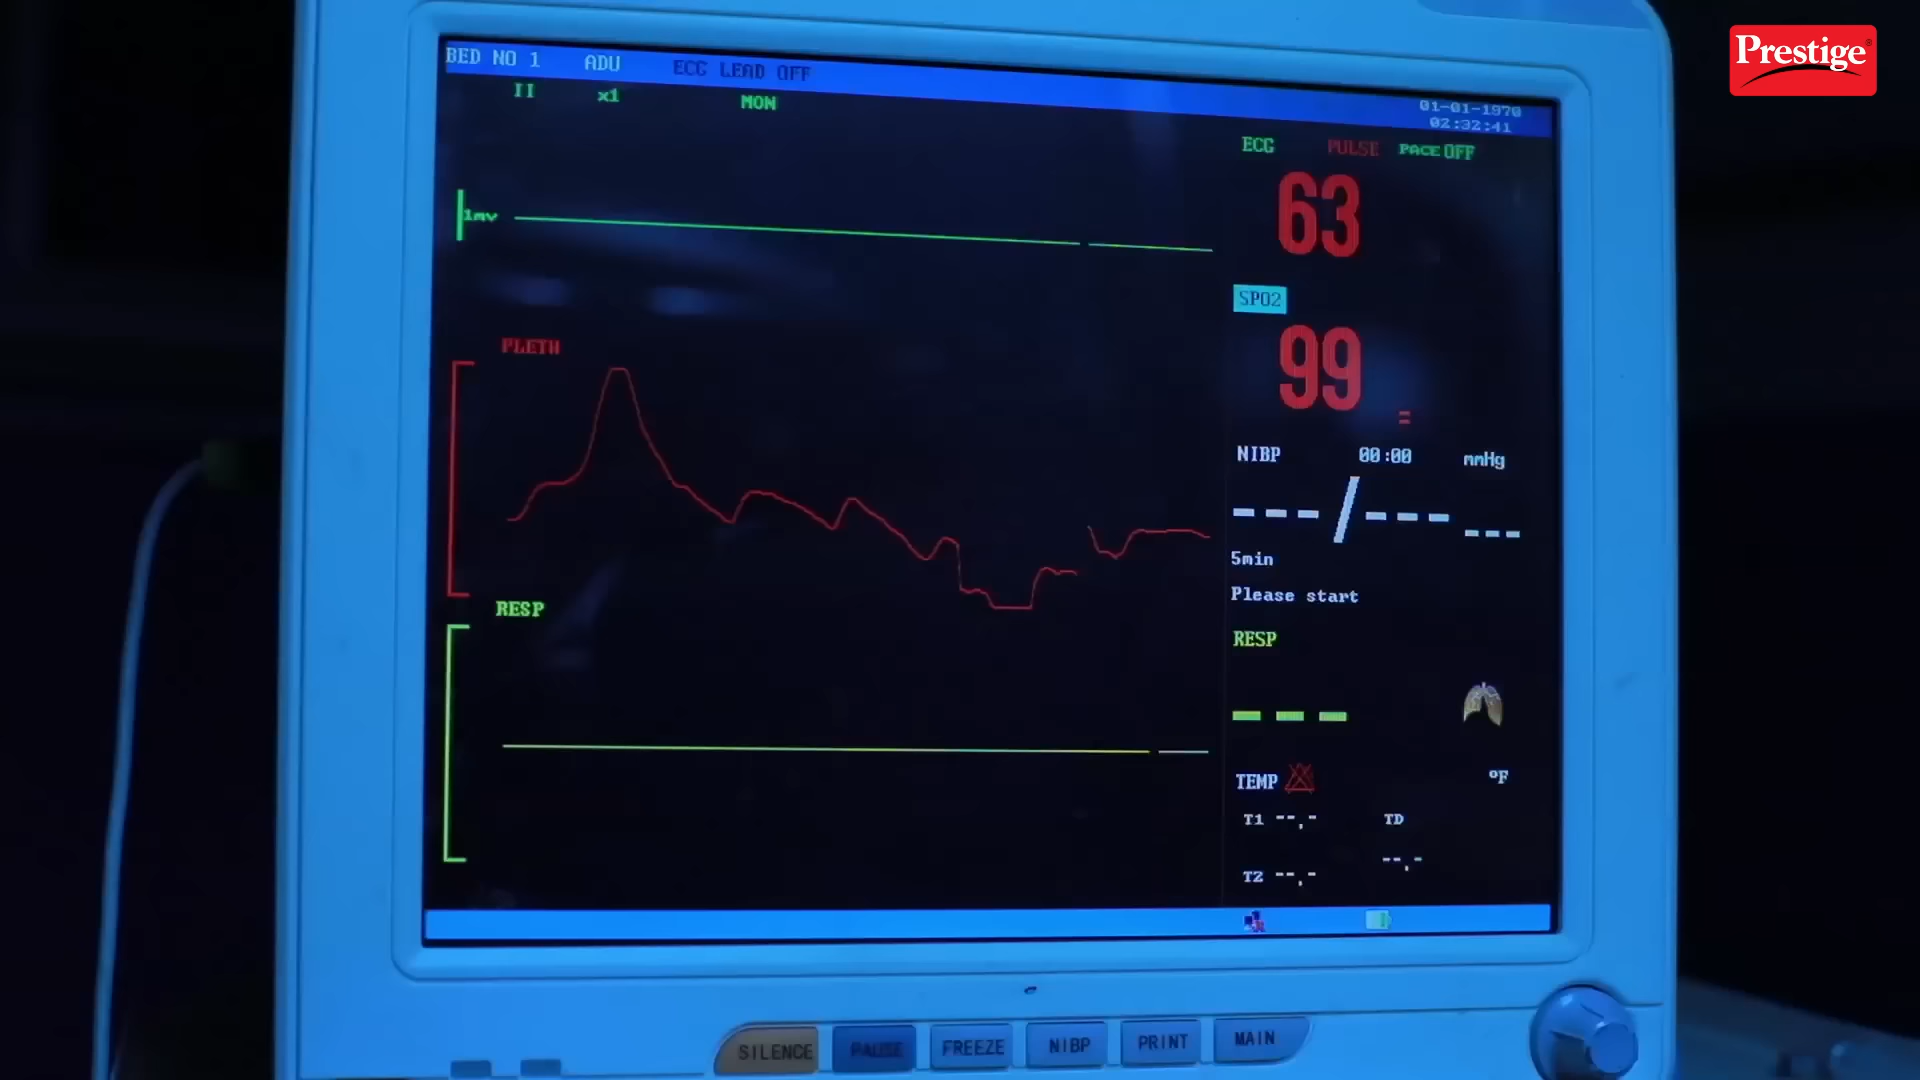 Prestige
BED NO 1 ADU ECG LEAD OFF
01-01-1970
02:32:41
II x1 MON
ECG PULSE PACE OFF
63
1mv
SPO2
99
PLETH
NIBP 00:00 mmHg
---/--- ---
5min
Please start
RESP
RESP
---
TEMP °F
T1 --.- TD
--.-
T2 --.-
SILENCE PAUSE FREEZE NIBP PRINT MAIN